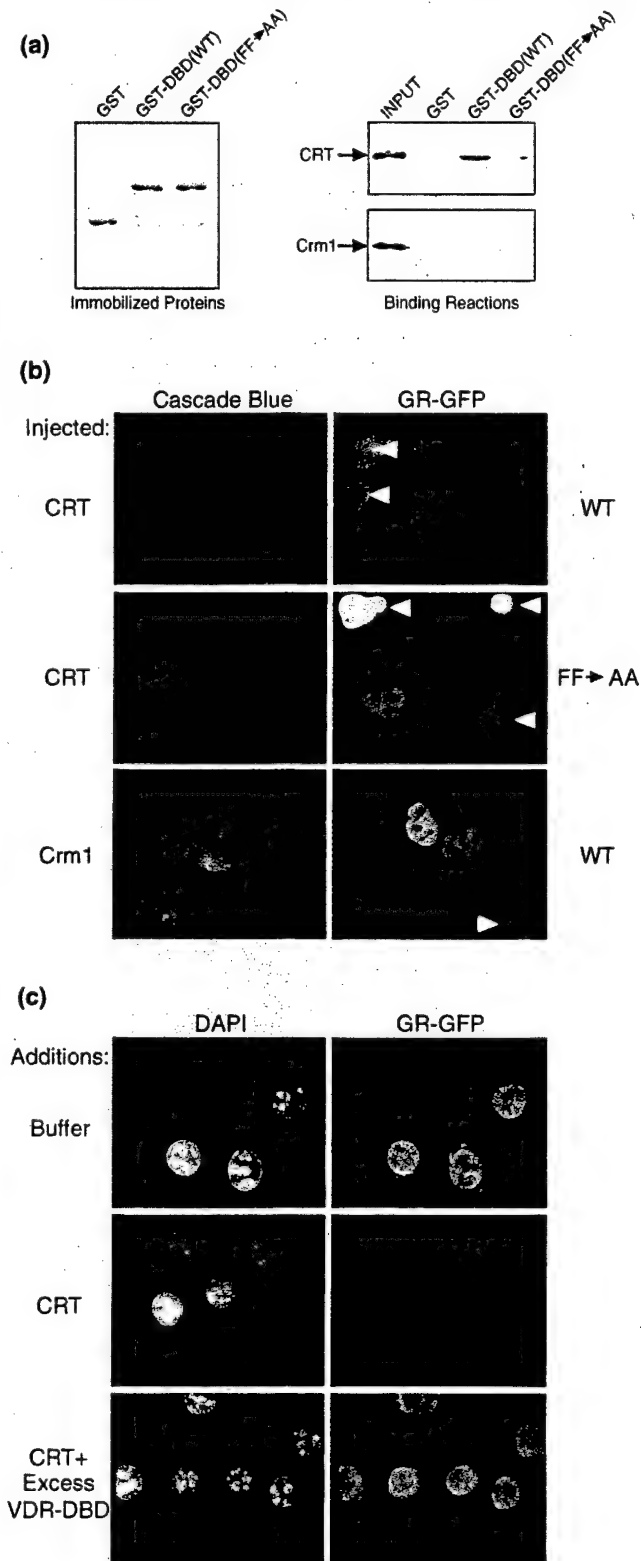 (a)
GST
GST-DBD(WT)
GST-DBD(FF➔AA)
Immobilized Proteins
INPUT
GST
GST-DBD(WT)
GST-DBD(FF➔AA)
CRT
Crm1
Binding Reactions
(b)
Cascade Blue
GR-GFP
Injected:
CRT
WT
CRT
FF➔AA
Crm1
WT
(c)
DAPI
GR-GFP
Additions:
Buffer
CRT
CRT+
Excess
VDR-DBD